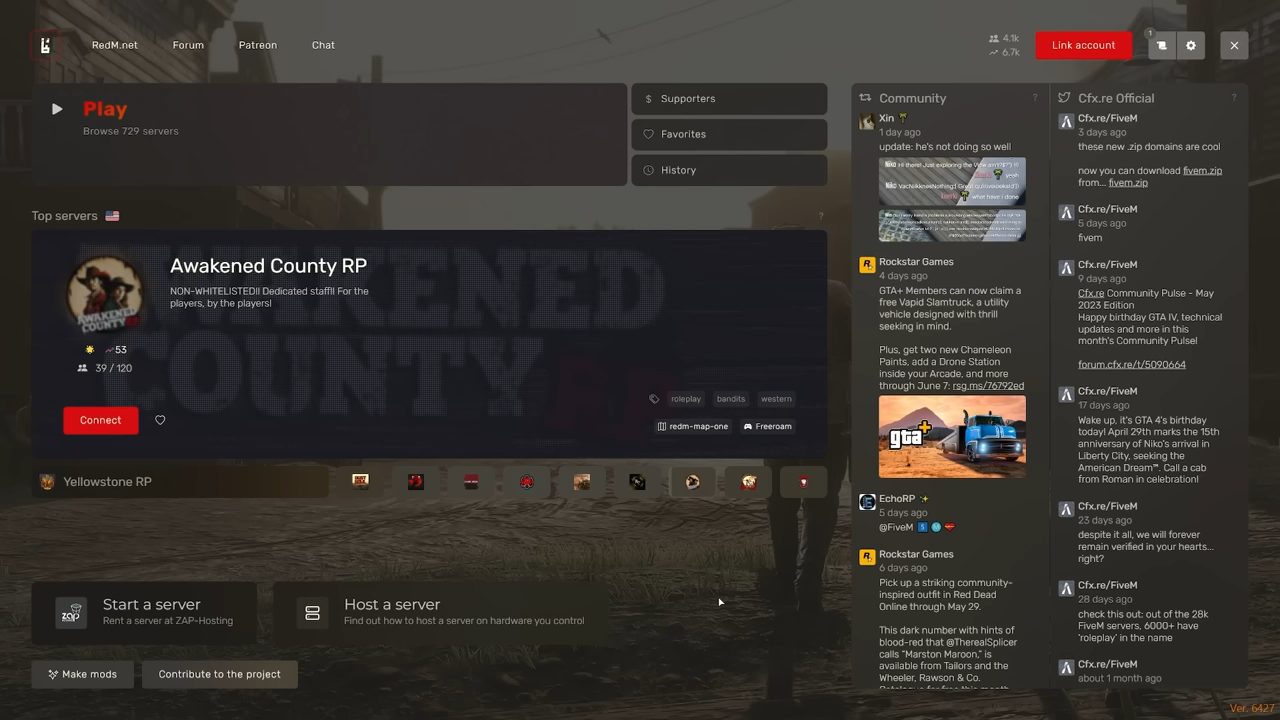 RedM.net
Forum
Patreon
Chat
4.1k
6.7k
Link account
1
Play
Browse 729 servers
Supporters
Favorites
History
Top servers
Awakened County RP
NON-WHITELISTED!! Dedicated staff!! For the
players, by the players!
53
39 / 120
AWAKENED
COUNTY RP
Connect
roleplay
bandits
western
redm-map-one
Freeroam
Yellowstone RP
Start a server
Rent a server at ZAP-Hosting
Host a server
Find out how to host a server on hardware you control
Make mods
Contribute to the project
Community
?
Xin
1 day ago
update: he's not doing so well
what have i done
Rockstar Games
4 days ago
GTA+ Members can now claim a
free Vapid Slamtruck, a utility
vehicle designed with thrill
seeking in mind.
Plus, get two new Chameleon
Paints, add a Drone Station
inside your Arcade, and more
through June 7: rsg.ms/76792ed
gta+
EchoRP
5 days ago
@FiveM
Rockstar Games
6 days ago
Pick up a striking community-
inspired outfit in Red Dead
Online through May 29.
This dark number with hints of
blood-red that @TherealSplicer
calls "Marston Maroon," is
available from Tailors and the
Wheeler, Rawson & Co.
Cfx.re Official
?
Cfx.re/FiveM
3 days ago
these new .zip domains are cool
now you can download fivem.zip
from... fivem.zip
Cfx.re/FiveM
5 days ago
fivem
Cfx.re/FiveM
9 days ago
Cfx.re Community Pulse - May
2023 Edition
Happy birthday GTA IV, technical
updates and more in this
month's Community Pulse!
forum.cfx.re/t/5090664
Cfx.re/FiveM
17 days ago
Wake up, it's GTA 4's birthday
today! April 29th marks the 15th
anniversary of Niko's arrival in
Liberty City, seeking the
American Dream™. Call a cab
from Roman in celebration!
Cfx.re/FiveM
23 days ago
despite it all, we will forever
remain verified in your hearts...
right?
Cfx.re/FiveM
28 days ago
check this out: out of the 28k
FiveM servers, 6000+ have
'roleplay' in the name
Cfx.re/FiveM
about 1 month ago
Ver. 6427